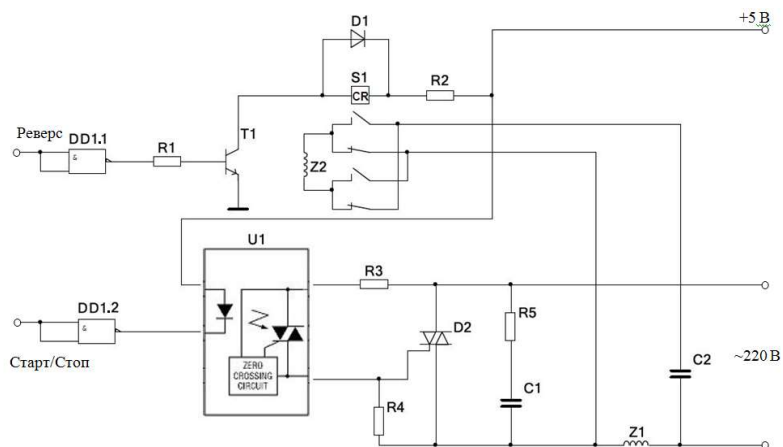 +5 В
D1
S1
CR
R2
Реверс
DD1.1
&
R1
T1
Z2
U1
R3
DD1.2
&
Старт/Стоп
ZERO
CROSSING
CIRCUIT
D2
R5
R4
C1
C2
~220 В
Z1